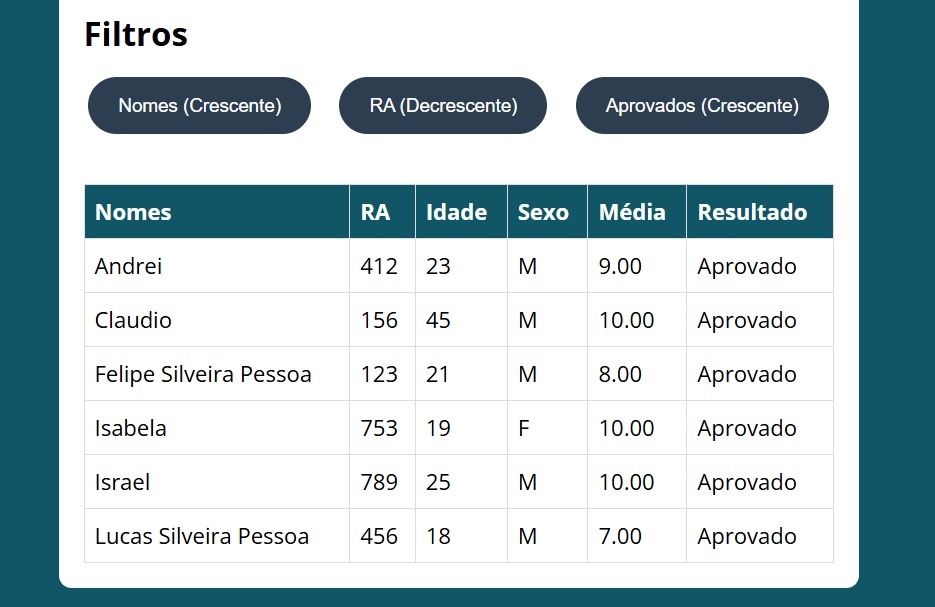 Filtros
Nomes (Crescente) RA (Decrescente) Aprovados (Crescente)
Nomes RA Idade Sexo Média Resultado
Andrei 412 23 M 9.00 Aprovado
Claudio 156 45 M 10.00 Aprovado
Felipe Silveira Pessoa 123 21 M 8.00 Aprovado
Isabela 753 19 F 10.00 Aprovado
Israel 789 25 M 10.00 Aprovado
Lucas Silveira Pessoa 456 18 M 7.00 Aprovado